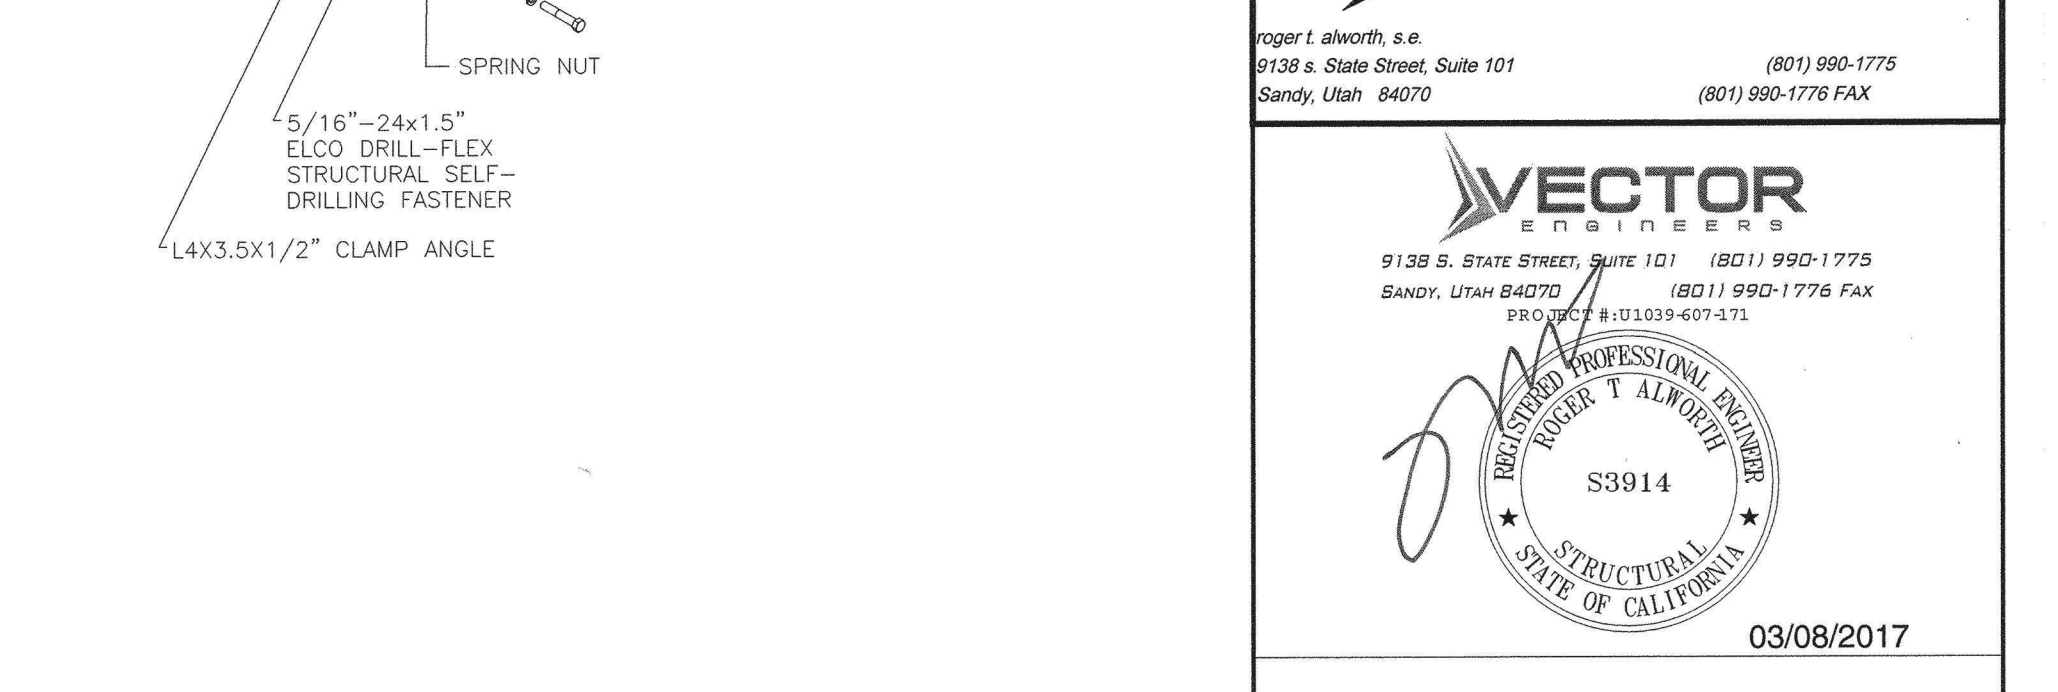 SPRING NUT
5/16"-24x1.5"
ELCO DRILL-FLEX
STRUCTURAL SELF-
DRILLING FASTENER
L4X3.5X1/2" CLAMP ANGLE
roger t. alworth, s.e.
9138 s. State Street, Suite 101 (801) 990-1775
Sandy, Utah 84070 (801) 990-1776 FAX
VECTOR
ENGINEERS
9138 S. STATE STREET, SUITE 101 (801) 990-1775
SANDY, UTAH 84070 (801) 990-1776 FAX
PROJECT #:U1039-607-171
REGISTERED PROFESSIONAL ENGINEER
ROGER T ALWORTH
S3914
STRUCTURAL
STATE OF CALIFORNIA
03/08/2017